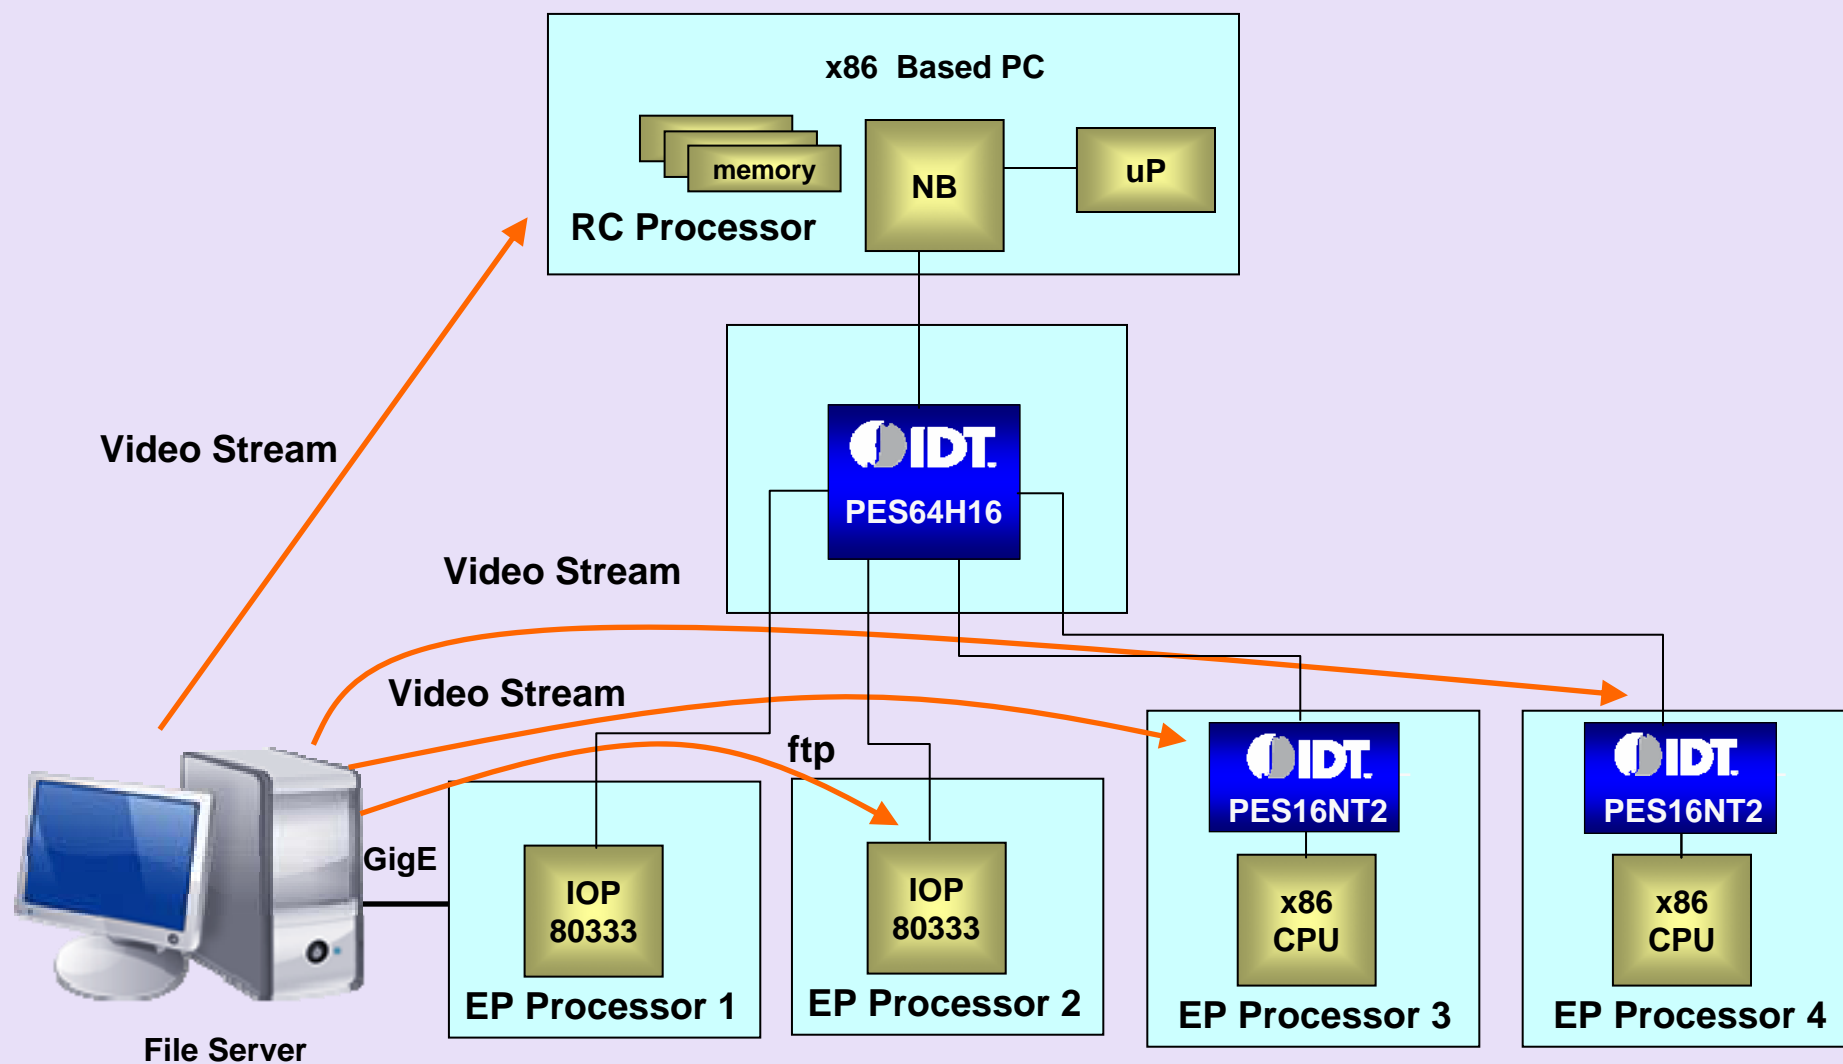 x86 Based PC
memory
NB
uP
RC Processor
Video Stream
IDT
PES64H16
Video Stream
Video Stream
ftp
IDT
PES16NT2
IDT
PES16NT2
GigE
IOP
80333
IOP
80333
x86
CPU
x86
CPU
EP Processor 1
EP Processor 2
EP Processor 3
EP Processor 4
File Server